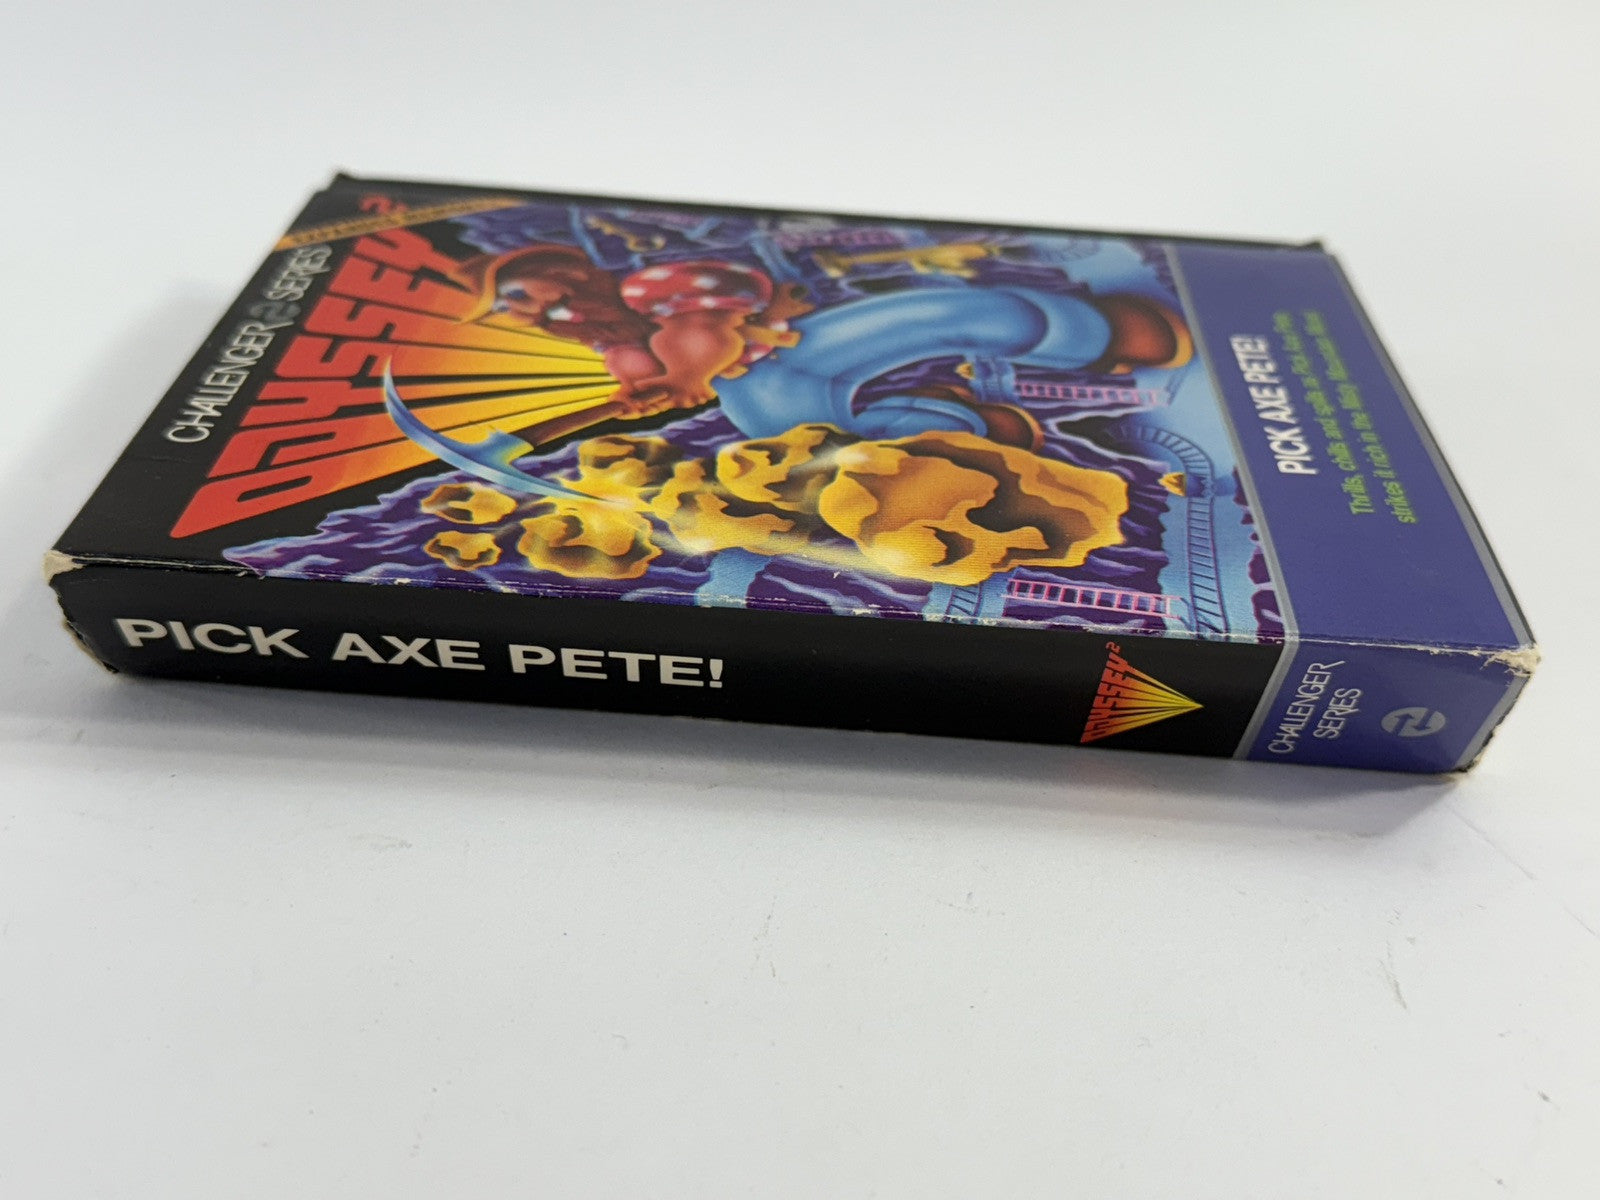 CHALLENGER SERIES
ODYSSEY²
PICK AXE PETE!
Thrills, chills and spills as Pick Axe Pete
strikes it rich in the Misty Mountain Mine!
PICK AXE PETE!
ODYSSEY²
CHALLENGER
SERIES